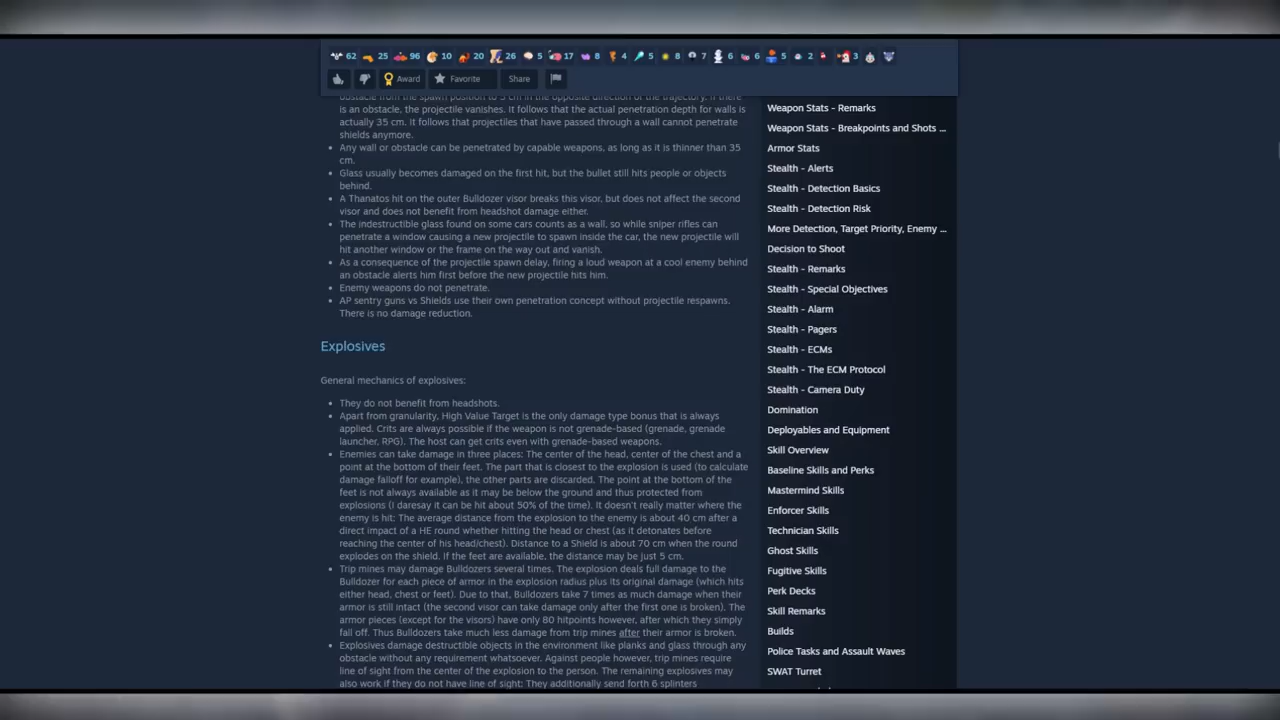 62 25 96 10 20 26 5 17 8 4 5 8 7 6 6 5 2 3
Award Favorite Share
obstacle from the spawn position to 5 cm in the opposite direction of the trajectory. If there
is an obstacle, the projectile vanishes. It follows that the actual penetration depth for walls is
actually 35 cm. It follows that projectiles that have passed through a wall cannot penetrate
shields anymore.
Any wall or obstacle can be penetrated by capable weapons, as long as it is thinner than 35
cm.
Glass usually becomes damaged on the first hit, but the bullet still hits people or objects
behind.
A Thanatos hit on the outer Bulldozer visor breaks this visor, but does not affect the second
visor and does not benefit from headshot damage either.
The indestructible glass found on some cars counts as a wall, so while sniper rifles can
penetrate a window causing a new projectile to spawn inside the car, the new projectile will
hit another window or the frame on the way out and vanish.
As a consequence of the projectile spawn delay, firing a loud weapon at a cool enemy behind
an obstacle alerts him first before the new projectile hits him.
Enemy weapons do not penetrate.
AP sentry guns vs Shields use their own penetration concept without projectile respawns.
There is no damage reduction.
Explosives
General mechanics of explosives:
They do not benefit from headshots.
Apart from granularity, High Value Target is the only damage type bonus that is always
applied. Crits are always possible if the weapon is not grenade-based (grenade, grenade
launcher, RPG). The host can get crits even with grenade-based weapons.
Enemies can take damage in three places: The center of the head, center of the chest and a
point at the bottom of their feet. The part that is closest to the explosion is used (to calculate
damage falloff for example), the other parts are discarded. The point at the bottom of the
feet is not always available as it may be below the ground and thus protected from
explosions (I daresay it can be hit about 50% of the time). It doesn't really matter where the
enemy is hit: The average distance from the explosion to the enemy is about 40 cm after a
direct impact of a HE round whether hitting the head or chest (as it detonates before
reaching the center of his head/chest). Distance to a Shield is about 70 cm when the round
explodes on the shield. If the feet are available, the distance may be just 5 cm.
Trip mines may damage Bulldozers several times. The explosion deals full damage to the
Bulldozer for each piece of armor in the explosion radius plus its original damage (which hits
either head, chest or feet). Due to that, Bulldozers take 7 times as much damage when their
armor is still intact (the second visor can take damage only after the first one is broken). The
armor pieces (except for the visors) have only 80 hitpoints however, after which they simply
fall off. Thus Bulldozers take much less damage from trip mines after their armor is broken.
Explosives damage destructible objects in the environment like planks and glass through any
obstacle without any requirement whatsoever. Against people however, trip mines require
line of sight from the center of the explosion to the person. The remaining explosives may
also work if they do not have line of sight: They additionally send forth 6 splinters
Weapon Stats - Remarks
Weapon Stats - Breakpoints and Shots ...
Armor Stats
Stealth - Alerts
Stealth - Detection Basics
Stealth - Detection Risk
More Detection, Target Priority, Enemy ...
Decision to Shoot
Stealth - Remarks
Stealth - Special Objectives
Stealth - Alarm
Stealth - Pagers
Stealth - ECMs
Stealth - The ECM Protocol
Stealth - Camera Duty
Domination
Deployables and Equipment
Skill Overview
Baseline Skills and Perks
Mastermind Skills
Enforcer Skills
Technician Skills
Ghost Skills
Fugitive Skills
Perk Decks
Skill Remarks
Builds
Police Tasks and Assault Waves
SWAT Turret